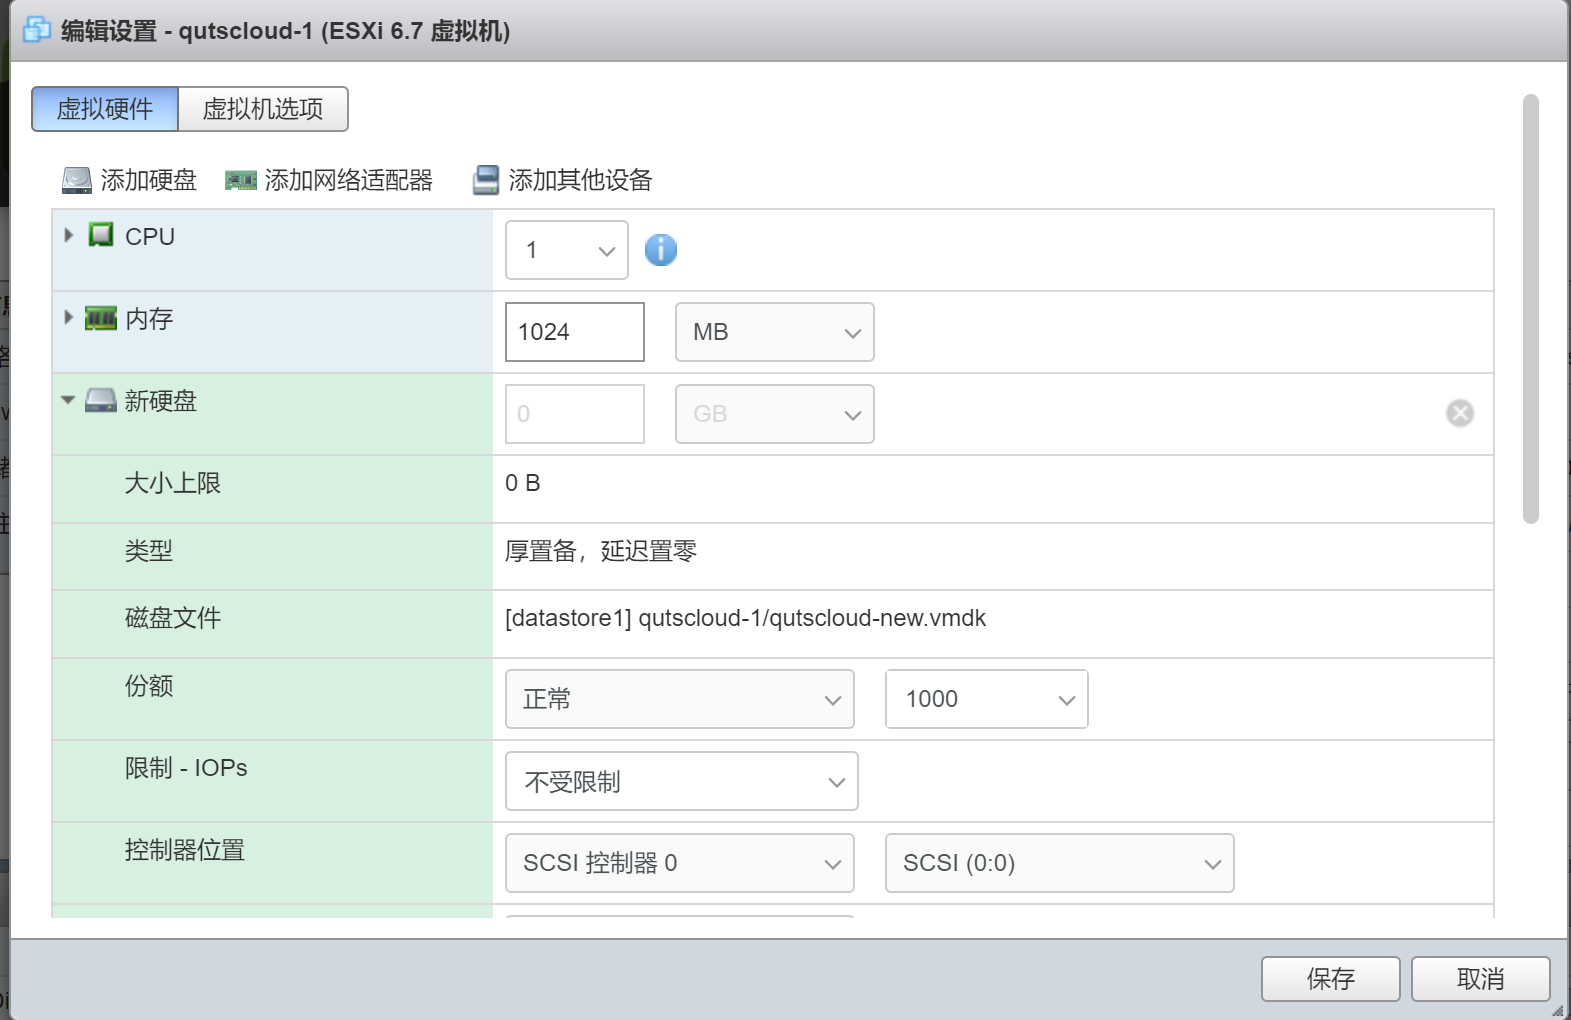 编辑设置 - qutscloud-1 (ESXi 6.7 虚拟机)
虚拟硬件 虚拟机选项
添加硬盘 添加网络适配器 添加其他设备
CPU 1
内存 1024 MB
新硬盘 0 GB
大小上限 0 B
类型 厚置备，延迟置零
磁盘文件 [datastore1] qutscloud-1/qutscloud-new.vmdk
份额 正常 1000
限制 - IOPs 不受限制
控制器位置 SCSI 控制器 0 SCSI (0:0)
保存 取消